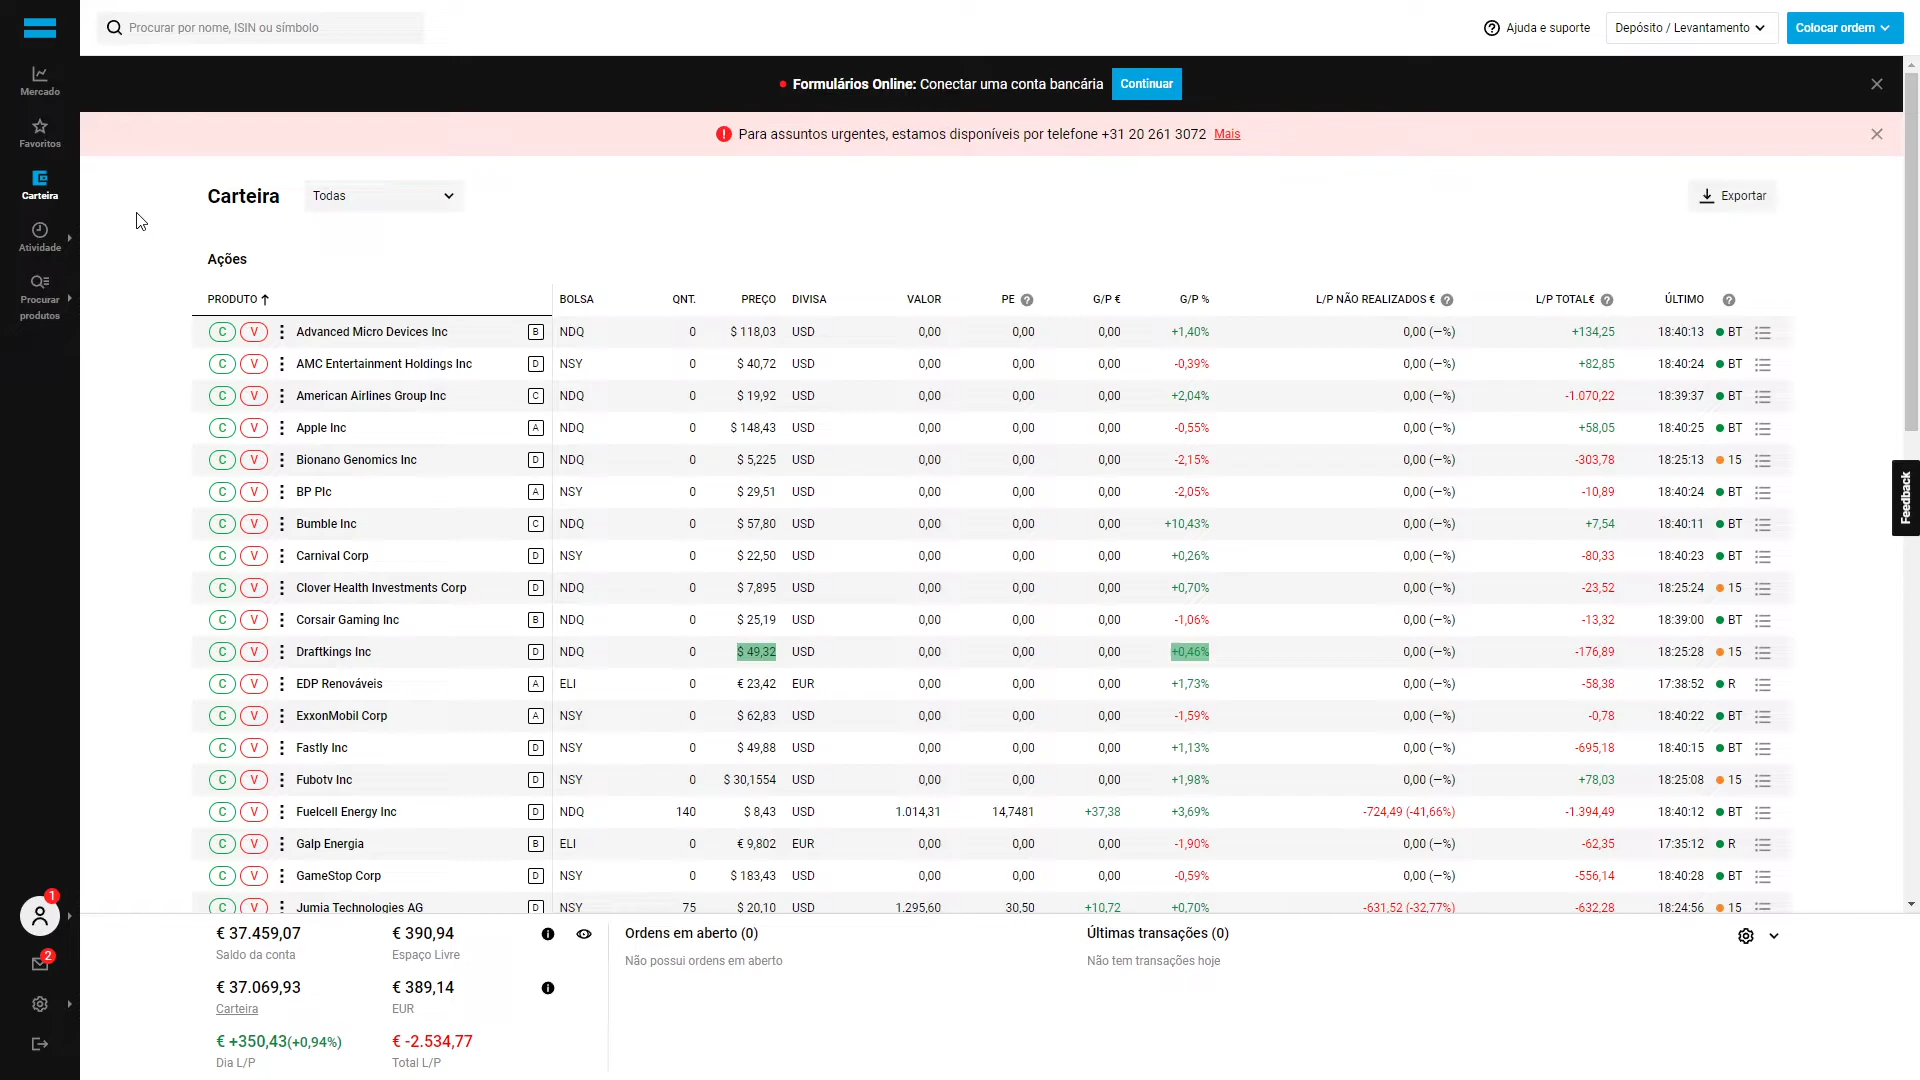 Procurar por nome, ISIN ou símbolo
Ajuda e suporte
Depósito / Levantamento
Colocar ordem
Mercado
Favoritos
Carteira
Atividade
Procurar
produtos
Formulários Online: Conectar uma conta bancária Continuar
Para assuntos urgentes, estamos disponíveis por telefone +31 20 261 3072 Mais
Carteira Todas Exportar
Ações
PRODUTO BOLSA QNT. PREÇO DIVISA VALOR PE G/P € G/P % L/P NÃO REALIZADOS € L/P TOTAL€ ÚLTIMO
C V Advanced Micro Devices Inc B NDQ 0 $ 118,03 USD 0,00 0,00 0,00 +1,40% 0,00 (—%) +134,25 18:40:13 BT
C V AMC Entertainment Holdings Inc D NSY 0 $ 40,72 USD 0,00 0,00 0,00 -0,39% 0,00 (—%) +82,85 18:40:24 BT
C V American Airlines Group Inc C NDQ 0 $ 19,92 USD 0,00 0,00 0,00 +2,04% 0,00 (—%) -1.070,22 18:39:37 BT
C V Apple Inc A NDQ 0 $ 148,43 USD 0,00 0,00 0,00 -0,55% 0,00 (—%) +58,05 18:40:25 BT
C V Bionano Genomics Inc D NDQ 0 $ 5,225 USD 0,00 0,00 0,00 -2,15% 0,00 (—%) -303,78 18:25:13 15
C V BP Plc A NSY 0 $ 29,51 USD 0,00 0,00 0,00 -2,05% 0,00 (—%) -10,89 18:40:24 BT
C V Bumble Inc C NDQ 0 $ 57,80 USD 0,00 0,00 0,00 +10,43% 0,00 (—%) +7,54 18:40:11 BT
C V Carnival Corp D NSY 0 $ 22,50 USD 0,00 0,00 0,00 +0,26% 0,00 (—%) -80,33 18:40:23 BT
C V Clover Health Investments Corp D NDQ 0 $ 7,895 USD 0,00 0,00 0,00 +0,70% 0,00 (—%) -23,52 18:25:24 15
C V Corsair Gaming Inc B NDQ 0 $ 25,19 USD 0,00 0,00 0,00 -1,06% 0,00 (—%) -13,32 18:39:00 BT
C V Draftkings Inc D NDQ 0 $ 49,32 USD 0,00 0,00 0,00 +0,46% 0,00 (—%) -176,89 18:25:28 15
C V EDP Renováveis A ELI 0 € 23,42 EUR 0,00 0,00 0,00 +1,73% 0,00 (—%) -58,38 17:38:52 R
C V ExxonMobil Corp A NSY 0 $ 62,83 USD 0,00 0,00 0,00 -1,59% 0,00 (—%) -0,78 18:40:22 BT
C V Fastly Inc D NSY 0 $ 49,88 USD 0,00 0,00 0,00 +1,13% 0,00 (—%) -695,18 18:40:15 BT
C V Fubotv Inc D NSY 0 $ 30,1554 USD 0,00 0,00 0,00 +1,98% 0,00 (—%) +78,03 18:25:08 15
C V Fuelcell Energy Inc D NDQ 140 $ 8,43 USD 1.014,31 14,7481 +37,38 +3,69% -724,49 (-41,66%) -1.394,49 18:40:12 BT
C V Galp Energia B ELI 0 € 9,802 EUR 0,00 0,00 0,00 -1,90% 0,00 (—%) -62,35 17:35:12 R
C V GameStop Corp D NSY 0 $ 183,43 USD 0,00 0,00 0,00 -0,59% 0,00 (—%) -556,14 18:40:28 BT
C V Jumia Technologies AG D NSY 75 $ 20,10 USD 1.295,60 30,50 +10,72 +0,70% -631,52 (-32,77%) -632,28 18:24:56 15
Feedback
1
2
€ 37.459,07 € 390,94
Saldo da conta Espaço Livre
€ 37.069,93 € 389,14
Carteira EUR
€ +350,43(+0,94%) € -2.534,77
Dia L/P Total L/P
Ordens em aberto (0)
Não possui ordens em aberto
Últimas transações (0)
Não tem transações hoje